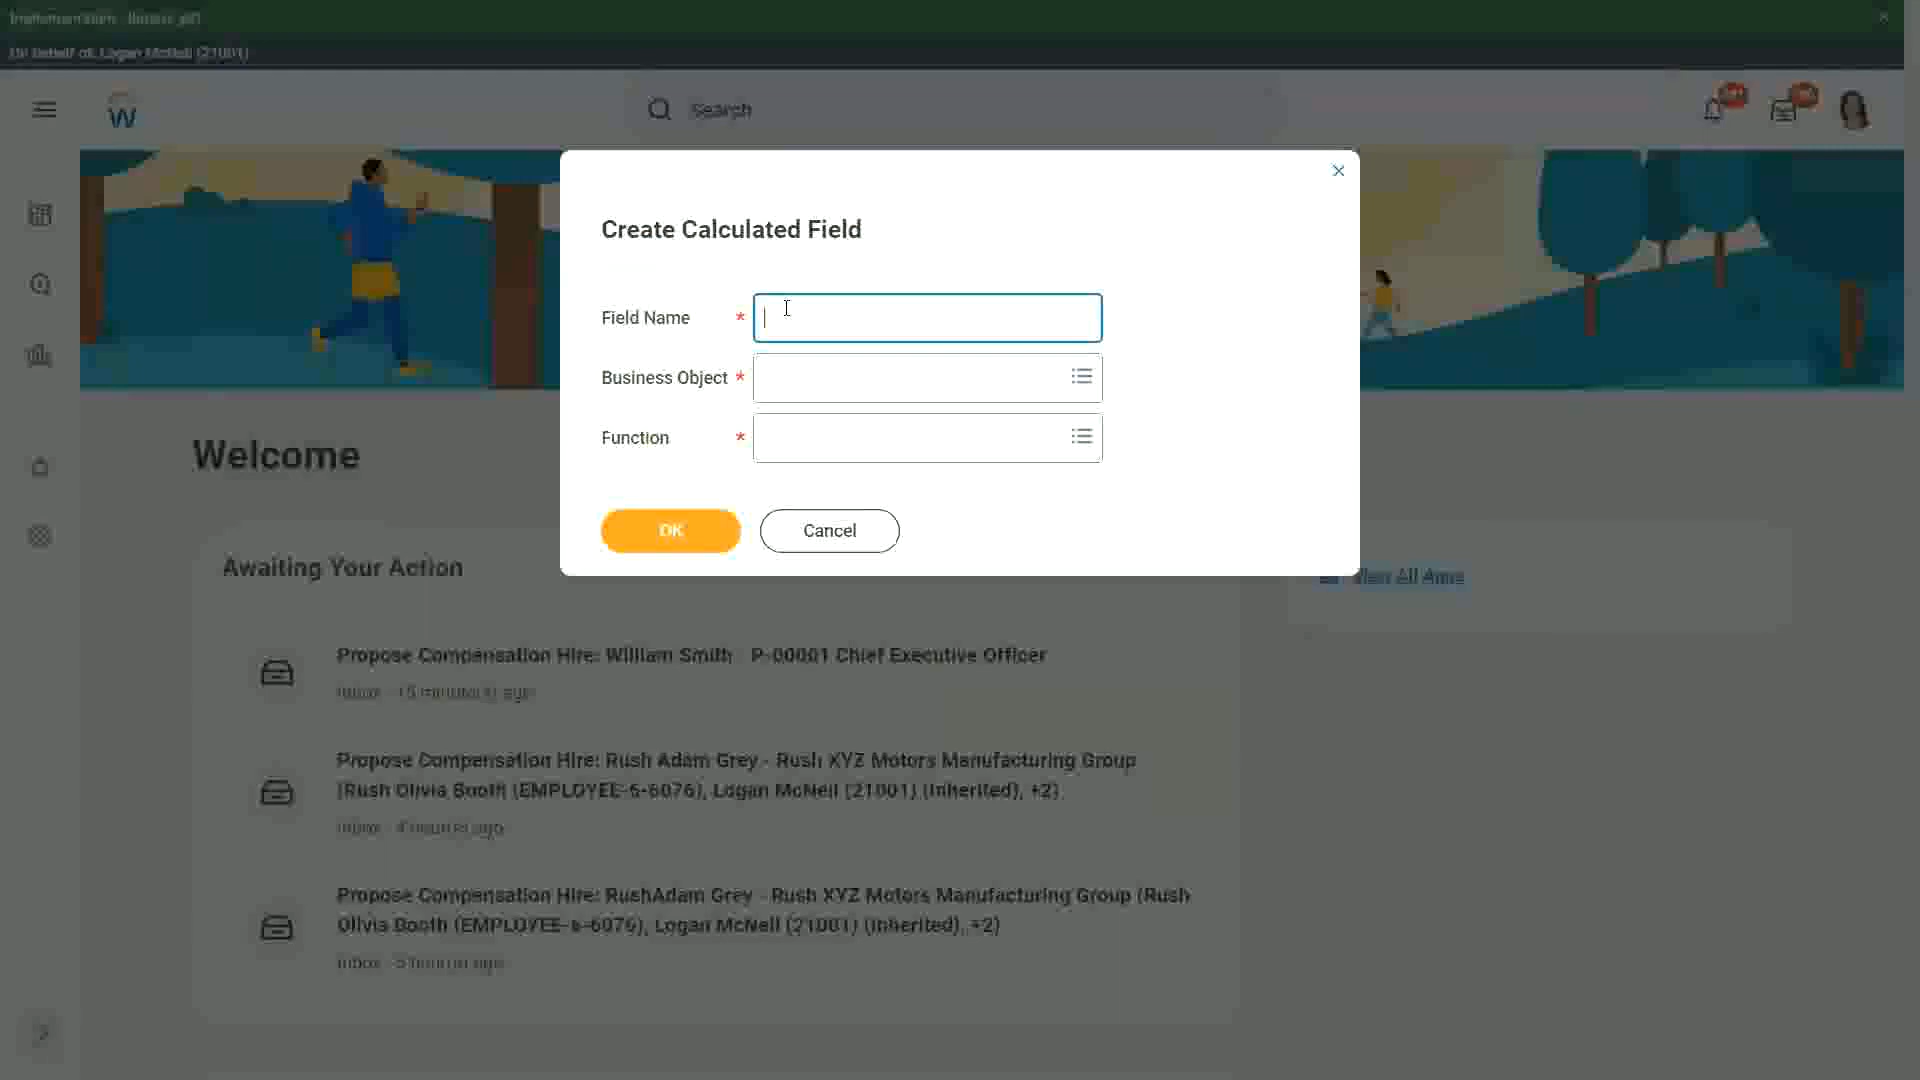 On behalf of: Logan McNeil (21001)
W
Search
Create Calculated Field
Field Name *
Business Object *
Function *
OK
Cancel
Welcome
Awaiting Your Action
View All Apps
Propose Compensation Hire: William Smith - P-00001 Chief Executive Officer
Inbox - 15 minute(s) ago
Propose Compensation Hire: Rush Adam Grey - Rush XYZ Motors Manufacturing Group
(Rush Olivia Booth (EMPLOYEE-6-6076), Logan McNeil (21001) (Inherited), +2)
Inbox - 4 hour(s) ago
Propose Compensation Hire: RushAdam Grey - Rush XYZ Motors Manufacturing Group (Rush
Olivia Booth (EMPLOYEE-6-6076), Logan McNeil (21001) (Inherited), +2)
Inbox - 5 hour(s) ago